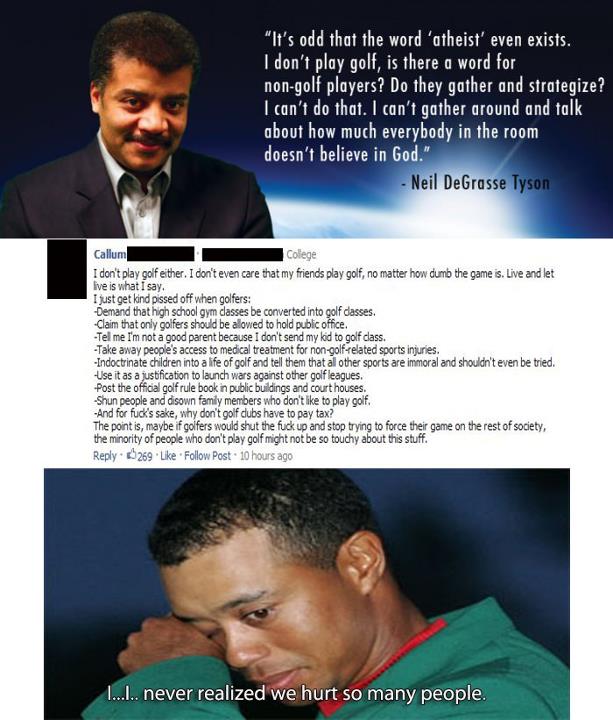 “It’s odd that the word ‘atheist’ even exists.
I don’t play golf, is there a word for
non-golf players? Do they gather and strategize?
I can’t do that. I can’t gather around and talk
about how much everybody in the room
doesn’t believe in God.”
- Neil DeGrasse Tyson
Callum · College
I don't play golf either. I don't even care that my friends play golf, no matter how dumb the game is. Live and let
live is what I say.
I just get kind pissed off when golfers:
-Demand that high school gym classes be converted into golf classes.
-Claim that only golfers should be allowed to hold public office.
-Tell me I'm not a good parent because I don't send my kid to golf class.
-Take away people's access to medical treatment for non-golf-related sports injuries.
-Indoctrinate children into a life of golf and tell them that all other sports are immoral and shouldn't even be tried.
-Use it as a justification to launch wars against other golf leagues.
-Post the official golf rule book in public buildings and court houses.
-Shun people and disown family members who don't like to play golf.
-And for fuck's sake, why don't golf clubs have to pay tax?
The point is, maybe if golfers would shut the fuck up and stop trying to force their game on the rest of society,
the minority of people who don't play golf might not be so touchy about this stuff.
Reply · 269 · Like · Follow Post · 10 hours ago
I...I.. never realized we hurt so many people.